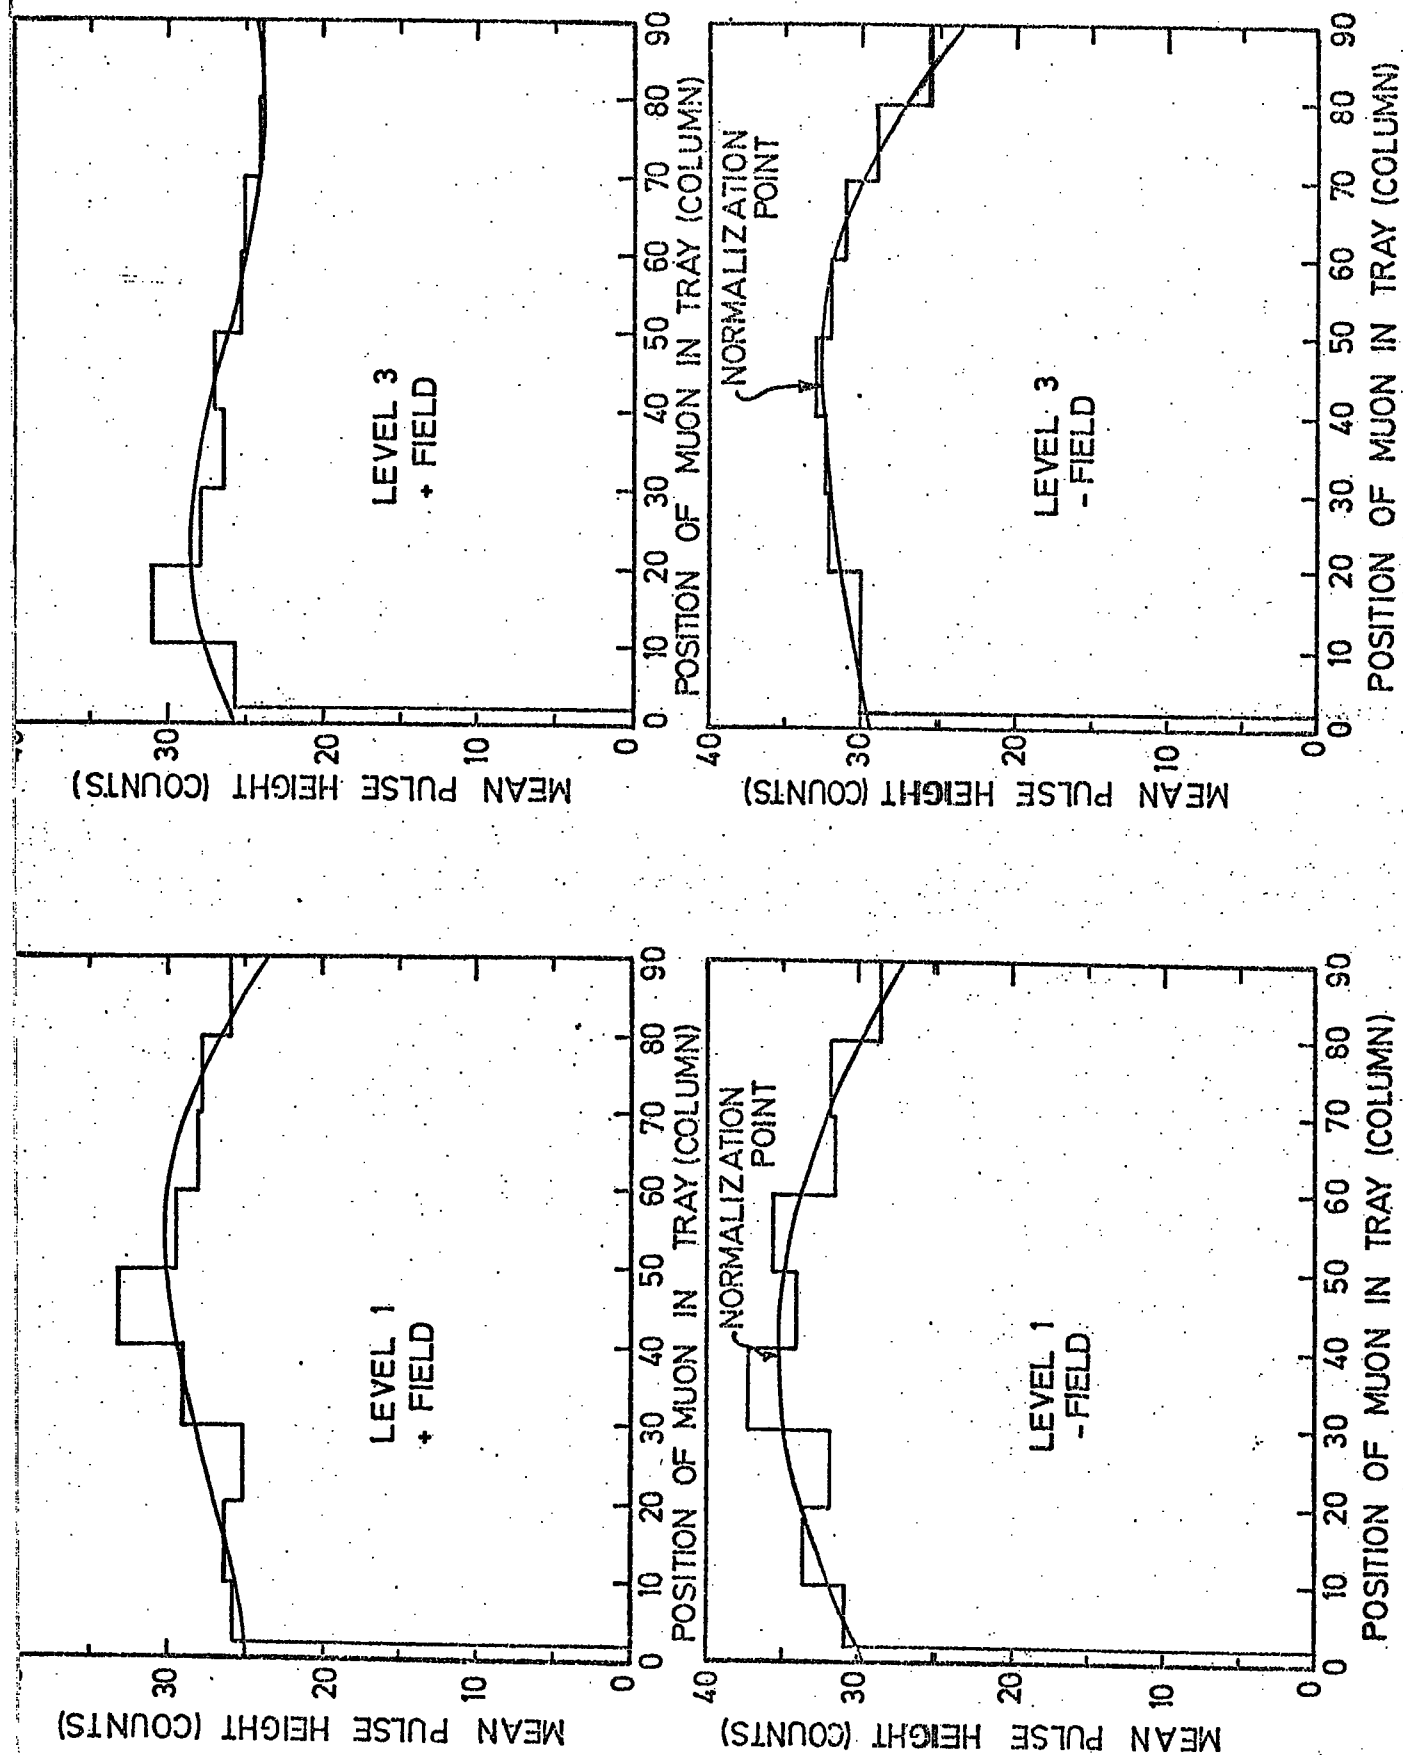 MEAN PULSE HEIGHT (COUNTS)
30
20
10
0
LEVEL 1
+ FIELD
0 10 20 30 40 50 60 70 80 90
POSITION OF MUON IN TRAY (COLUMN)
MEAN PULSE HEIGHT (COUNTS)
30
20
10
0
LEVEL 3
+ FIELD
0 10 20 30 40 50 60 70 80 90
POSITION OF MUON IN TRAY (COLUMN)
MEAN PULSE HEIGHT (COUNTS)
40
30
20
10
0
NORMALIZATION
POINT
LEVEL 1
- FIELD
0 10 20 30 40 50 60 70 80 90
POSITION OF MUON IN TRAY (COLUMN)
MEAN PULSE HEIGHT (COUNTS)
40
30
20
10
0
NORMALIZATION
POINT
LEVEL 3
- FIELD
0 10 20 30 40 50 60 70 80 90
POSITION OF MUON IN TRAY (COLUMN)